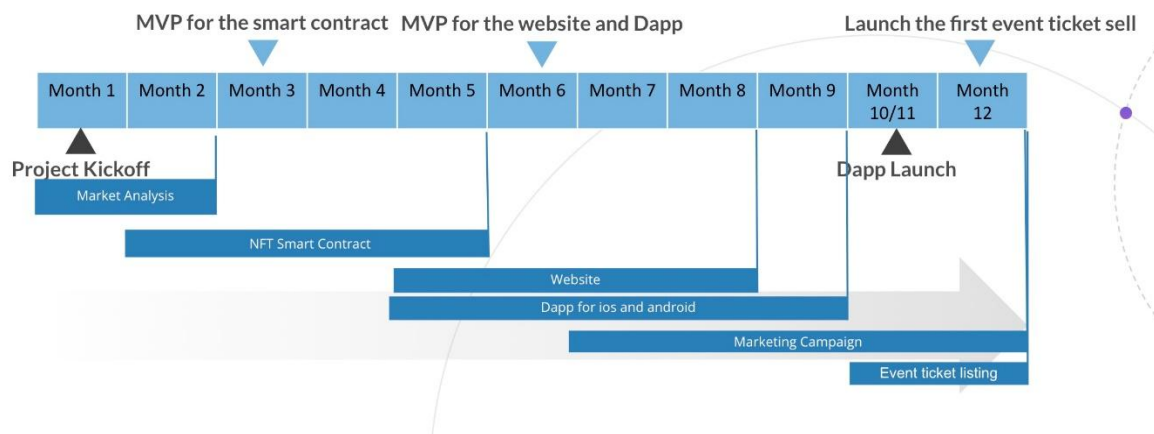 MVP for the smart contract
MVP for the website and Dapp
Launch the first event ticket sell
Month 1
Month 2
Month 3
Month 4
Month 5
Month 6
Month 7
Month 8
Month 9
Month
10/11
Month
12
Project Kickoff
Dapp Launch
Market Analysis
NFT Smart Contract
Website
Dapp for ios and android
Marketing Campaign
Event ticket listing